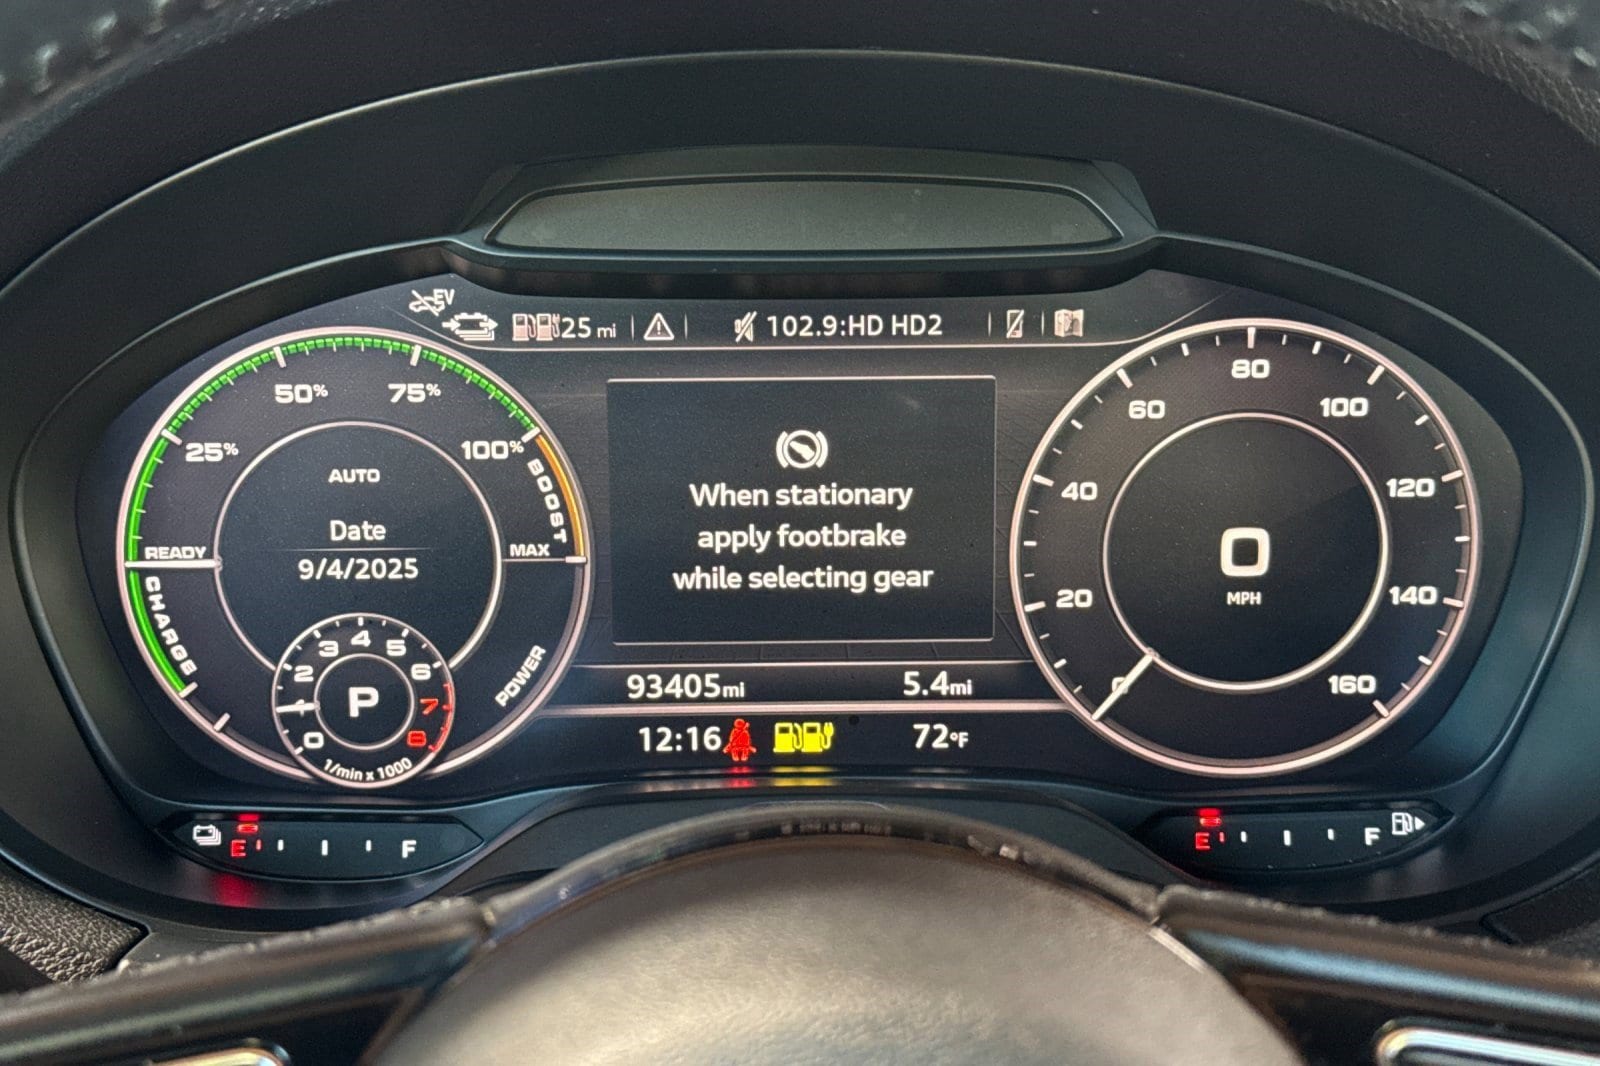 EV
25 mi
102.9:HD HD2
25%
50%
75%
100%
BOOST
MAX
READY
CHARGE
POWER
AUTO
Date
9/4/2025
0
1
2
3
4
5
6
7
8
P
1/min x 1000
When stationary
apply footbrake
while selecting gear
93405mi
5.4mi
12:16
72°F
0
20
40
60
80
100
120
140
160
0
MPH
E
F
E
F